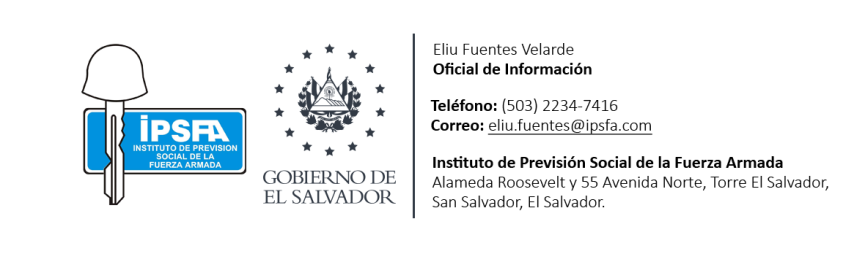 IPSFA
INSTITUTO DE PREVISION
SOCIAL DE LA
FUERZA ARMADA
GOBIERNO DE
EL SALVADOR
Eliu Fuentes Velarde
Oficial de Información
Teléfono: (503) 2234-7416
Correo: eliu.fuentes@ipsfa.com
Instituto de Previsión Social de la Fuerza Armada
Alameda Roosevelt y 55 Avenida Norte, Torre El Salvador,
San Salvador, El Salvador.